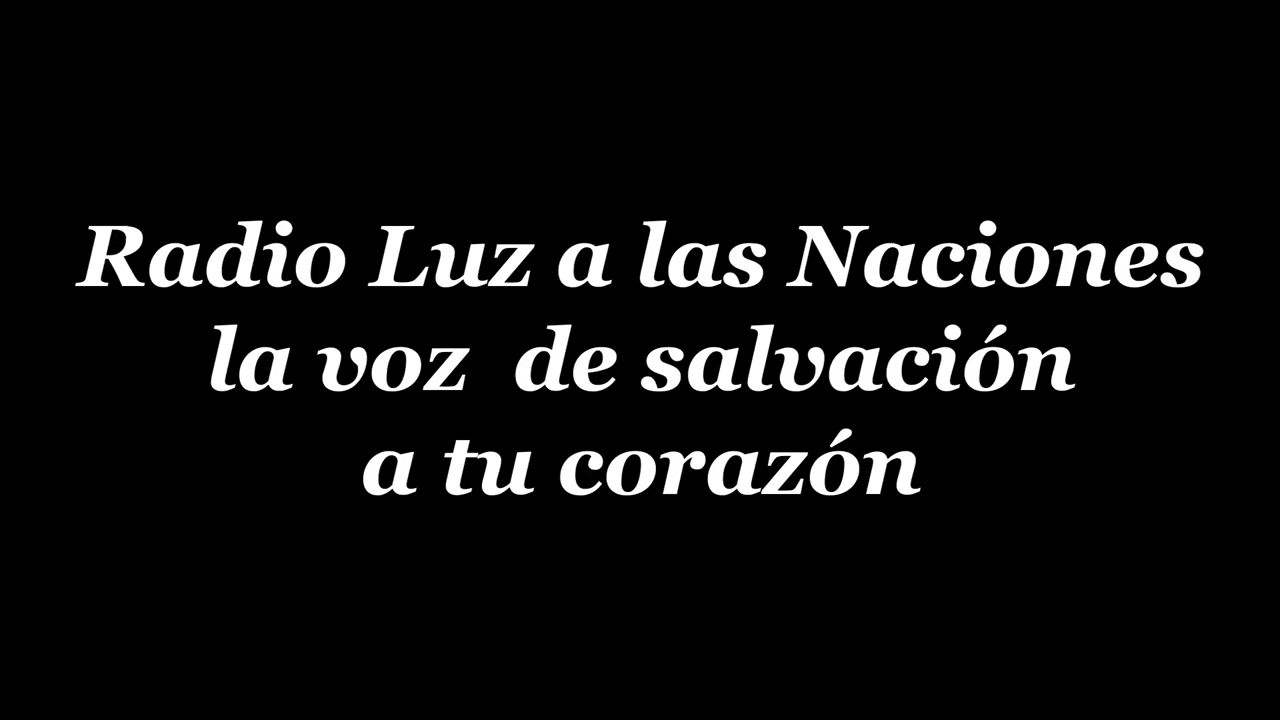 Radio Luz a las Naciones
la voz  de salvación
a tu corazón